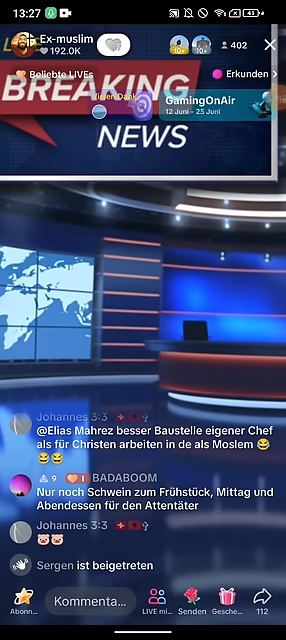 13:27
41
Ex-muslim
192.0K
402
Beliebte LIVEs
Erkunden
BREAKING
NEWS
Vielen Dank
GamingOnAir
12 Juni - 25 Juni
Johannes 3:3
@Elias Mahrez besser Baustelle eigener Chef
als für Christen arbeiten in de als Moslem 😂
😂😂
9 BADABOOM
Nur noch Schwein zum Frühstück, Mittag und
Abendessen für den Attentäter
Johannes 3:3
🐷🐷
Sergen ist beigetreten
Abonn...
Kommenta...
LIVE mi...
Senden
Gesche...
112